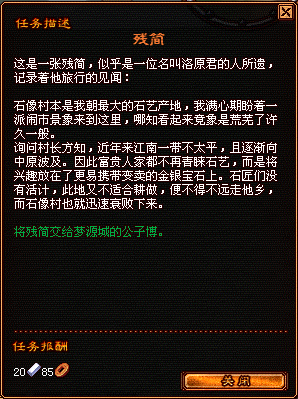 任务描述
残简
这是一张残简，似乎是一位名叫洛原君的人所遗，
记录着他旅行的见闻：
石像村本是我朝最大的石艺产地，我满心期盼着一
派闹市景象来到这里，哪知看起来竟象是荒芜了许
久一般。
询问村长方知，近年来江南一带不太平，且逐渐向
中原波及。因此富贵人家都不再青睐石艺，而是将
兴趣放在了更易携带变卖的金银宝石上。石匠们没
有活计，此地又不适合耕做，便不得不远走他乡，
而石像村也就迅速衰败下来。
将残简交给梦源城的公子博。
任务报酬
20 85
关闭